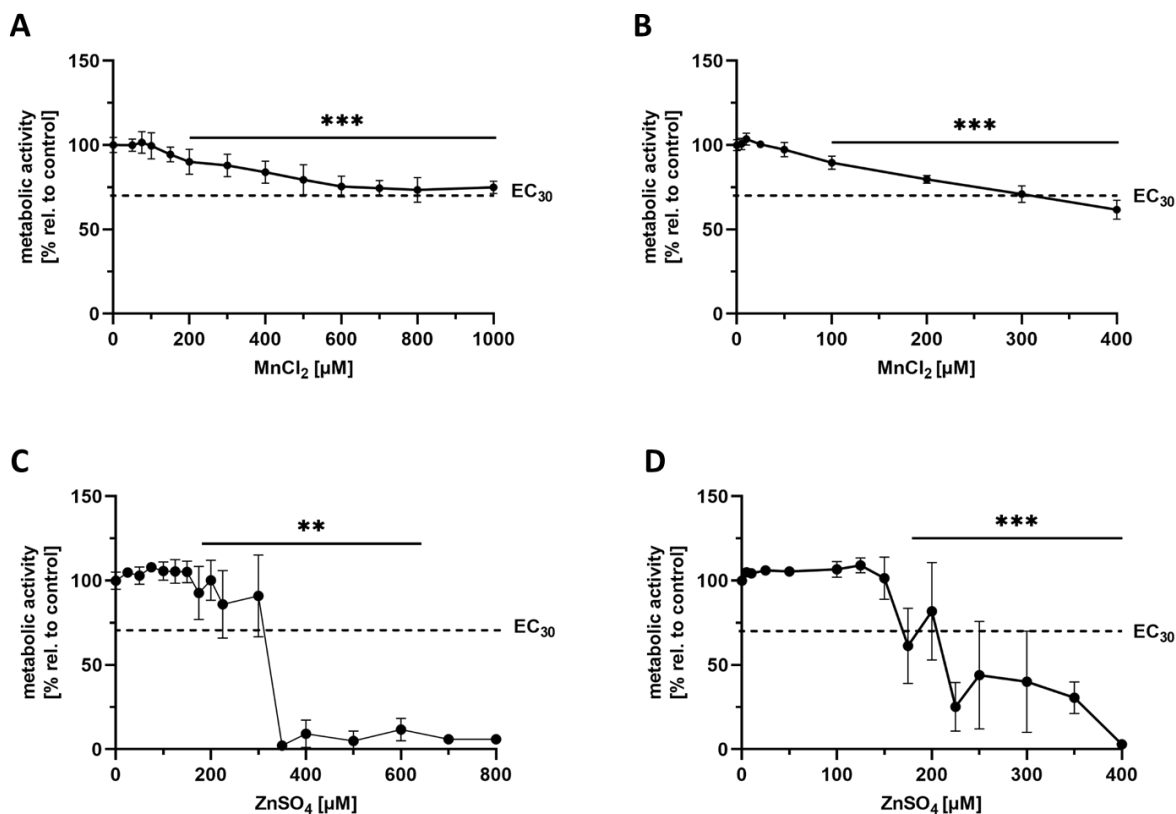 A
metabolic activity
[% rel. to control]
150
100
50
0
***
EC₃₀
0 200 400 600 800 1000
MnCl₂ [µM]
B
metabolic activity
[% rel. to control]
150
100
50
0
***
EC₃₀
0 100 200 300 400
MnCl₂ [µM]
C
metabolic activity
[% rel. to control]
150
100
50
0
**
EC₃₀
0 200 400 600 800
ZnSO₄ [µM]
D
metabolic activity
[% rel. to control]
150
100
50
0
***
EC₃₀
0 100 200 300 400
ZnSO₄ [µM]